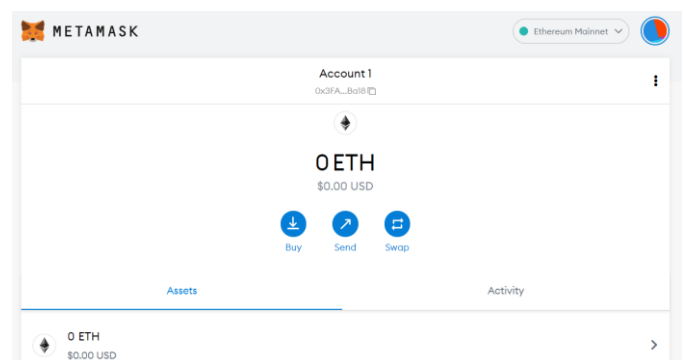 METAMASK
Ethereum Mainnet
Account 1
0x3FA...Ba18
0 ETH
$0.00 USD
Buy Send Swap
Assets Activity
0 ETH
$0.00 USD